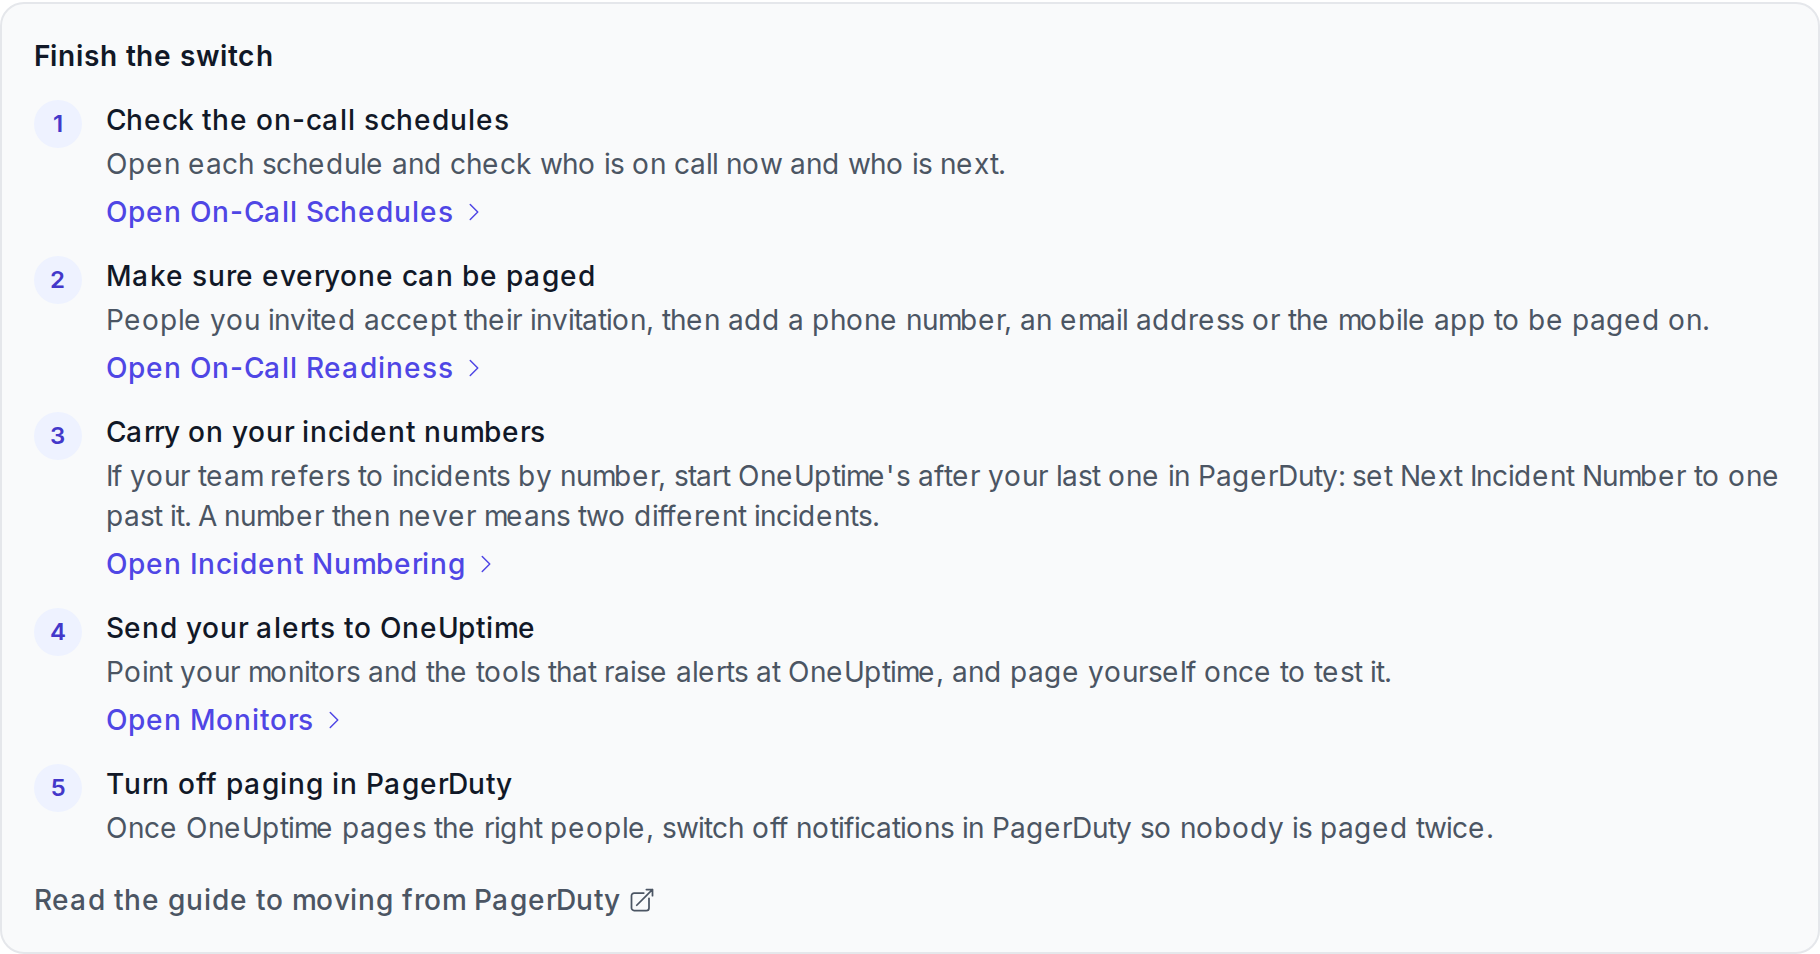 Finish the switch
1
Check the on-call schedules
Open each schedule and check who is on call now and who is next.
Open On-Call Schedules
2
Make sure everyone can be paged
People you invited accept their invitation, then add a phone number, an email address or the mobile app to be paged on.
Open On-Call Readiness
3
Carry on your incident numbers
If your team refers to incidents by number, start OneUptime's after your last one in PagerDuty: set Next Incident Number to one
past it. A number then never means two different incidents.
Open Incident Numbering
4
Send your alerts to OneUptime
Point your monitors and the tools that raise alerts at OneUptime, and page yourself once to test it.
Open Monitors
5
Turn off paging in PagerDuty
Once OneUptime pages the right people, switch off notifications in PagerDuty so nobody is paged twice.
Read the guide to moving from PagerDuty